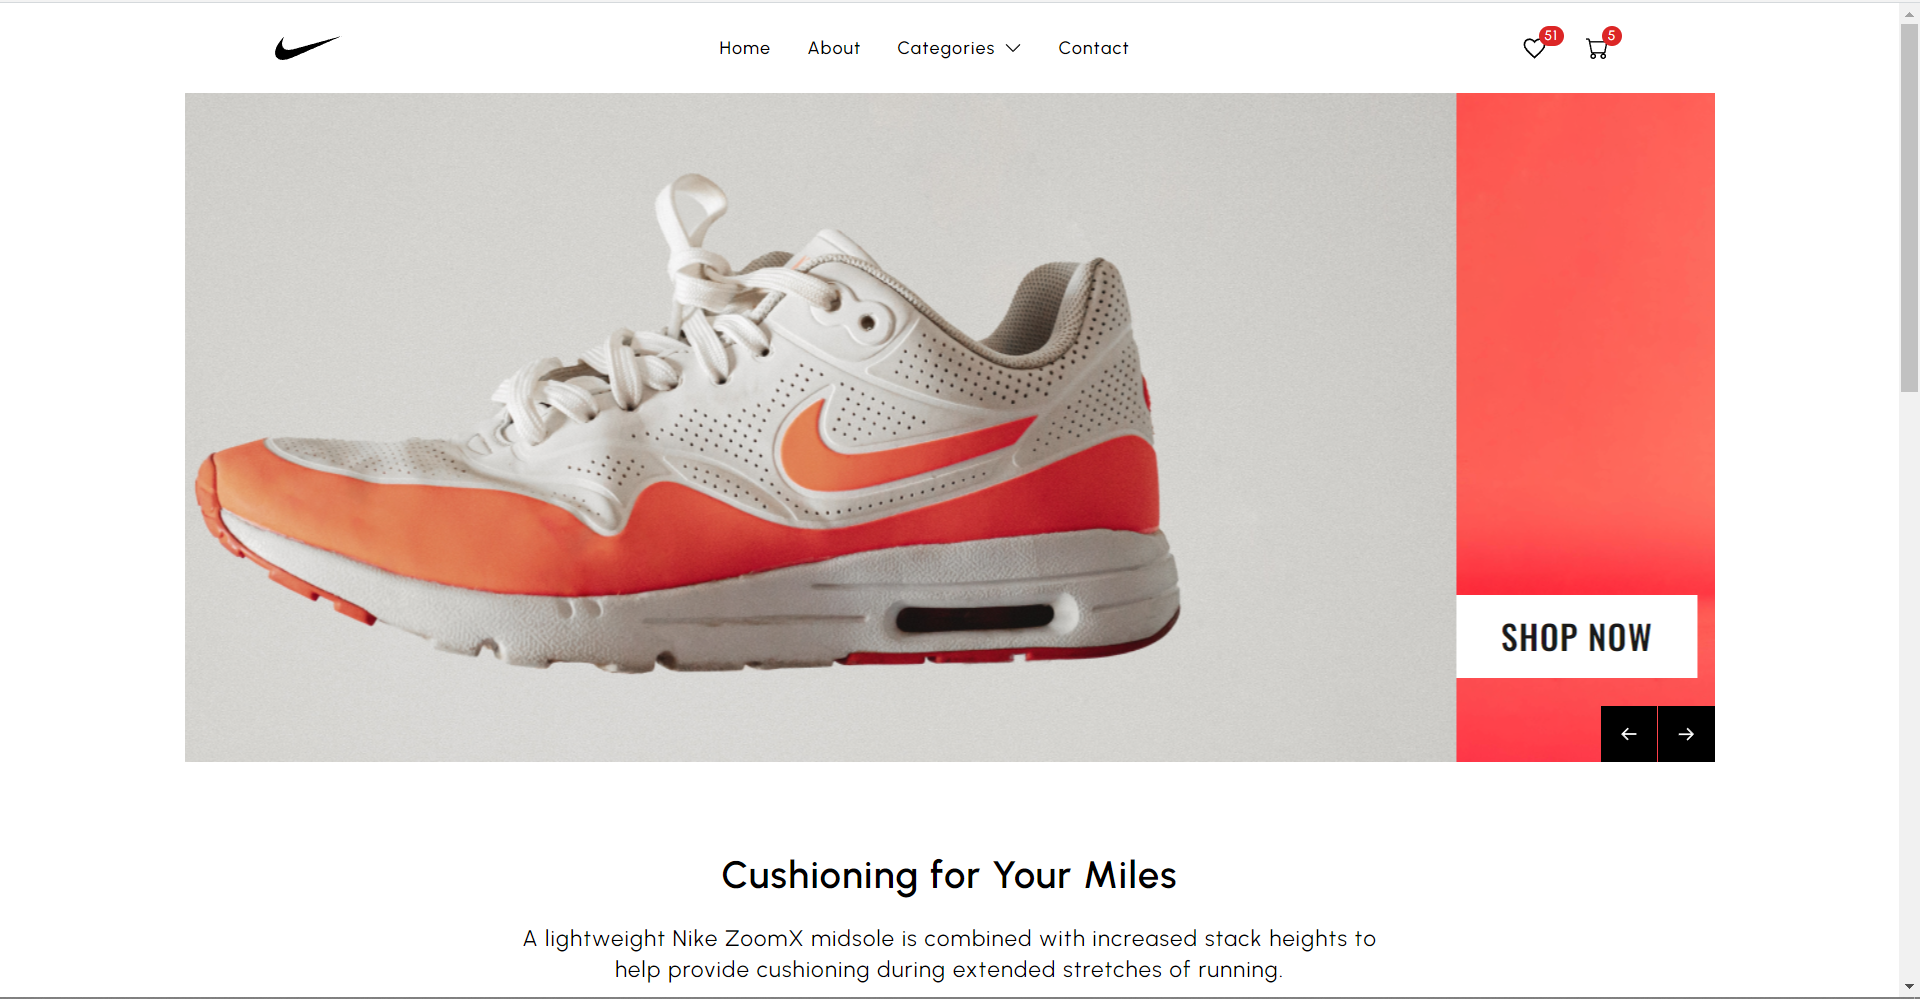 Home
About
Categories
Contact
51
5
SHOP NOW
Cushioning for Your Miles
A lightweight Nike ZoomX midsole is combined with increased stack heights to
help provide cushioning during extended stretches of running.